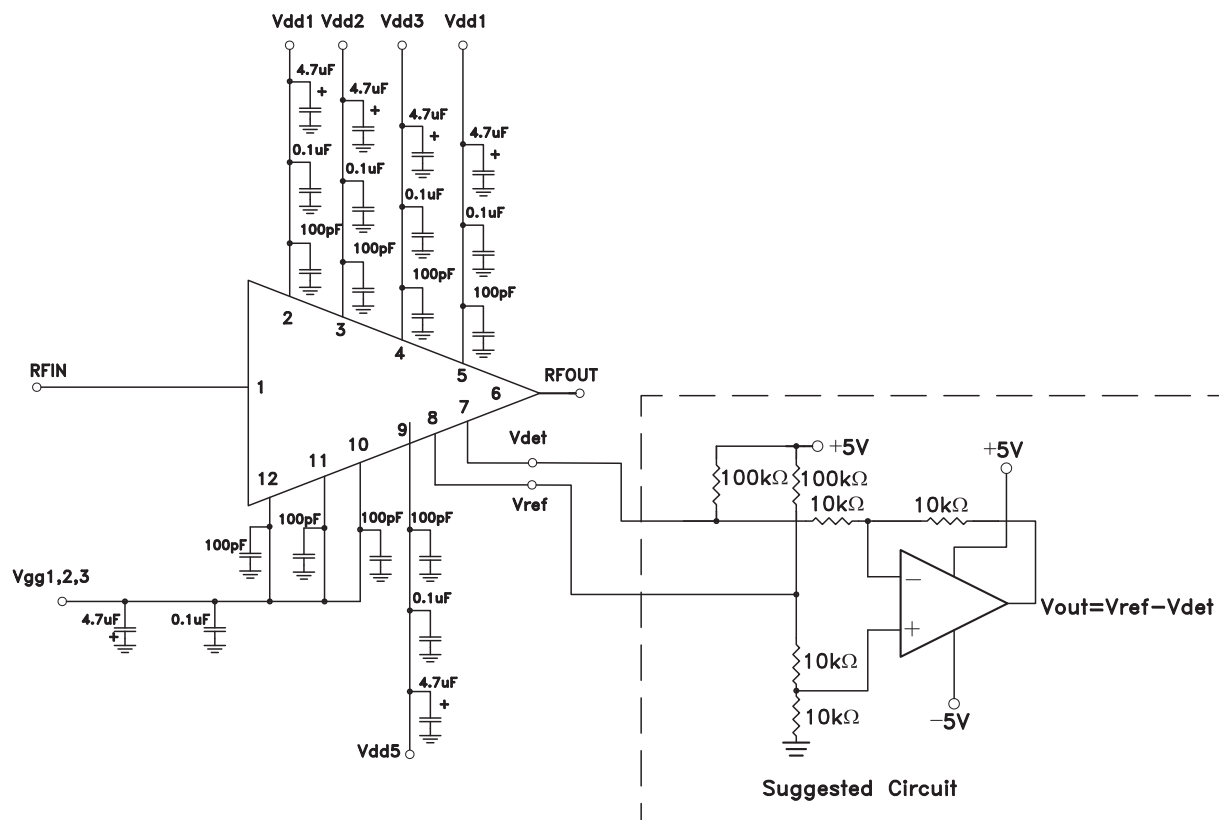 Vdd1 Vdd2 Vdd3 Vdd1
4.7uF
+
4.7uF
+
4.7uF
+
4.7uF
+
0.1uF
0.1uF
0.1uF
0.1uF
100pF
100pF
100pF
100pF
2
3
4
5
RFIN
1
6
RFOUT
7
8
9
10
11
12
Vdet
Vref
100pF
100pF
100pF
100pF
Vgg1,2,3
4.7uF
+
0.1uF
0.1uF
4.7uF
+
Vdd5
+5V
+5V
100kΩ
100kΩ
10kΩ
10kΩ
−
+
Vout=Vref−Vdet
10kΩ
10kΩ
−5V
Suggested Circuit